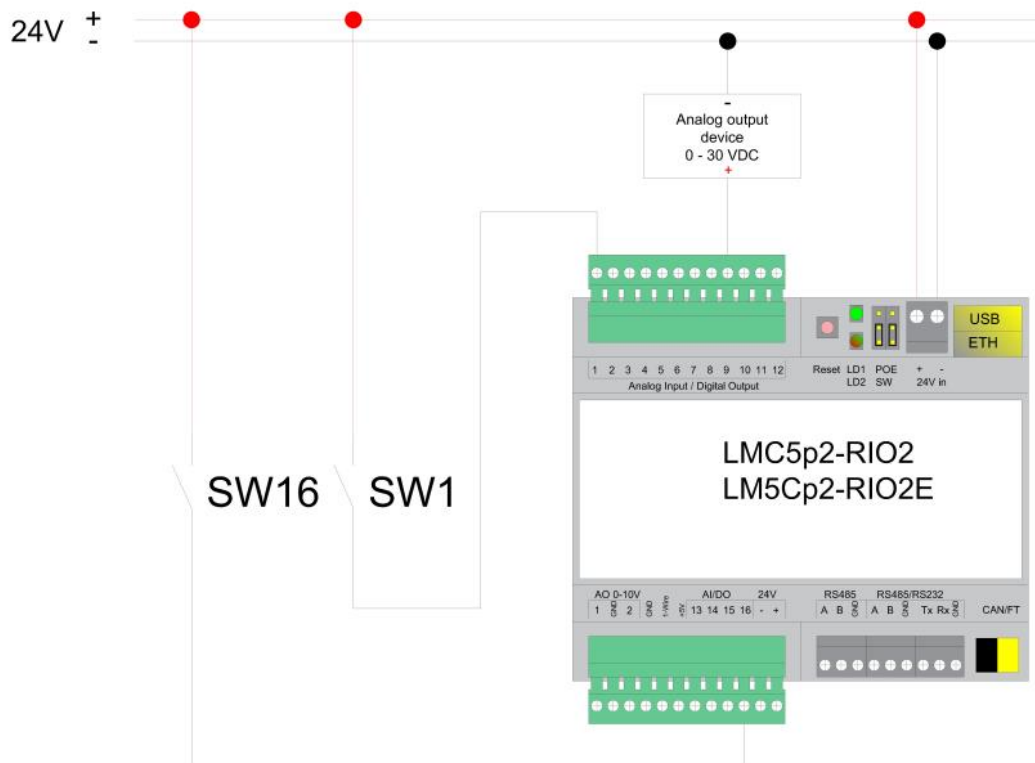 24V + -
-
Analog output
device
0 - 30 VDC
+
USB
ETH
1 2 3 4 5 6 7 8 9 10 11 12
Analog Input / Digital Output
Reset LD1 POE + -
LD2 SW 24V in
LMC5p2-RIO2
LM5Cp2-RIO2E
SW16 SW1
AO 0-10V AI/DO 24V RS485 RS485/RS232
1 GND 2 GND 1-Wire +5V 13 14 15 16 - + A B GND A B GND Tx Rx GND CAN/FT